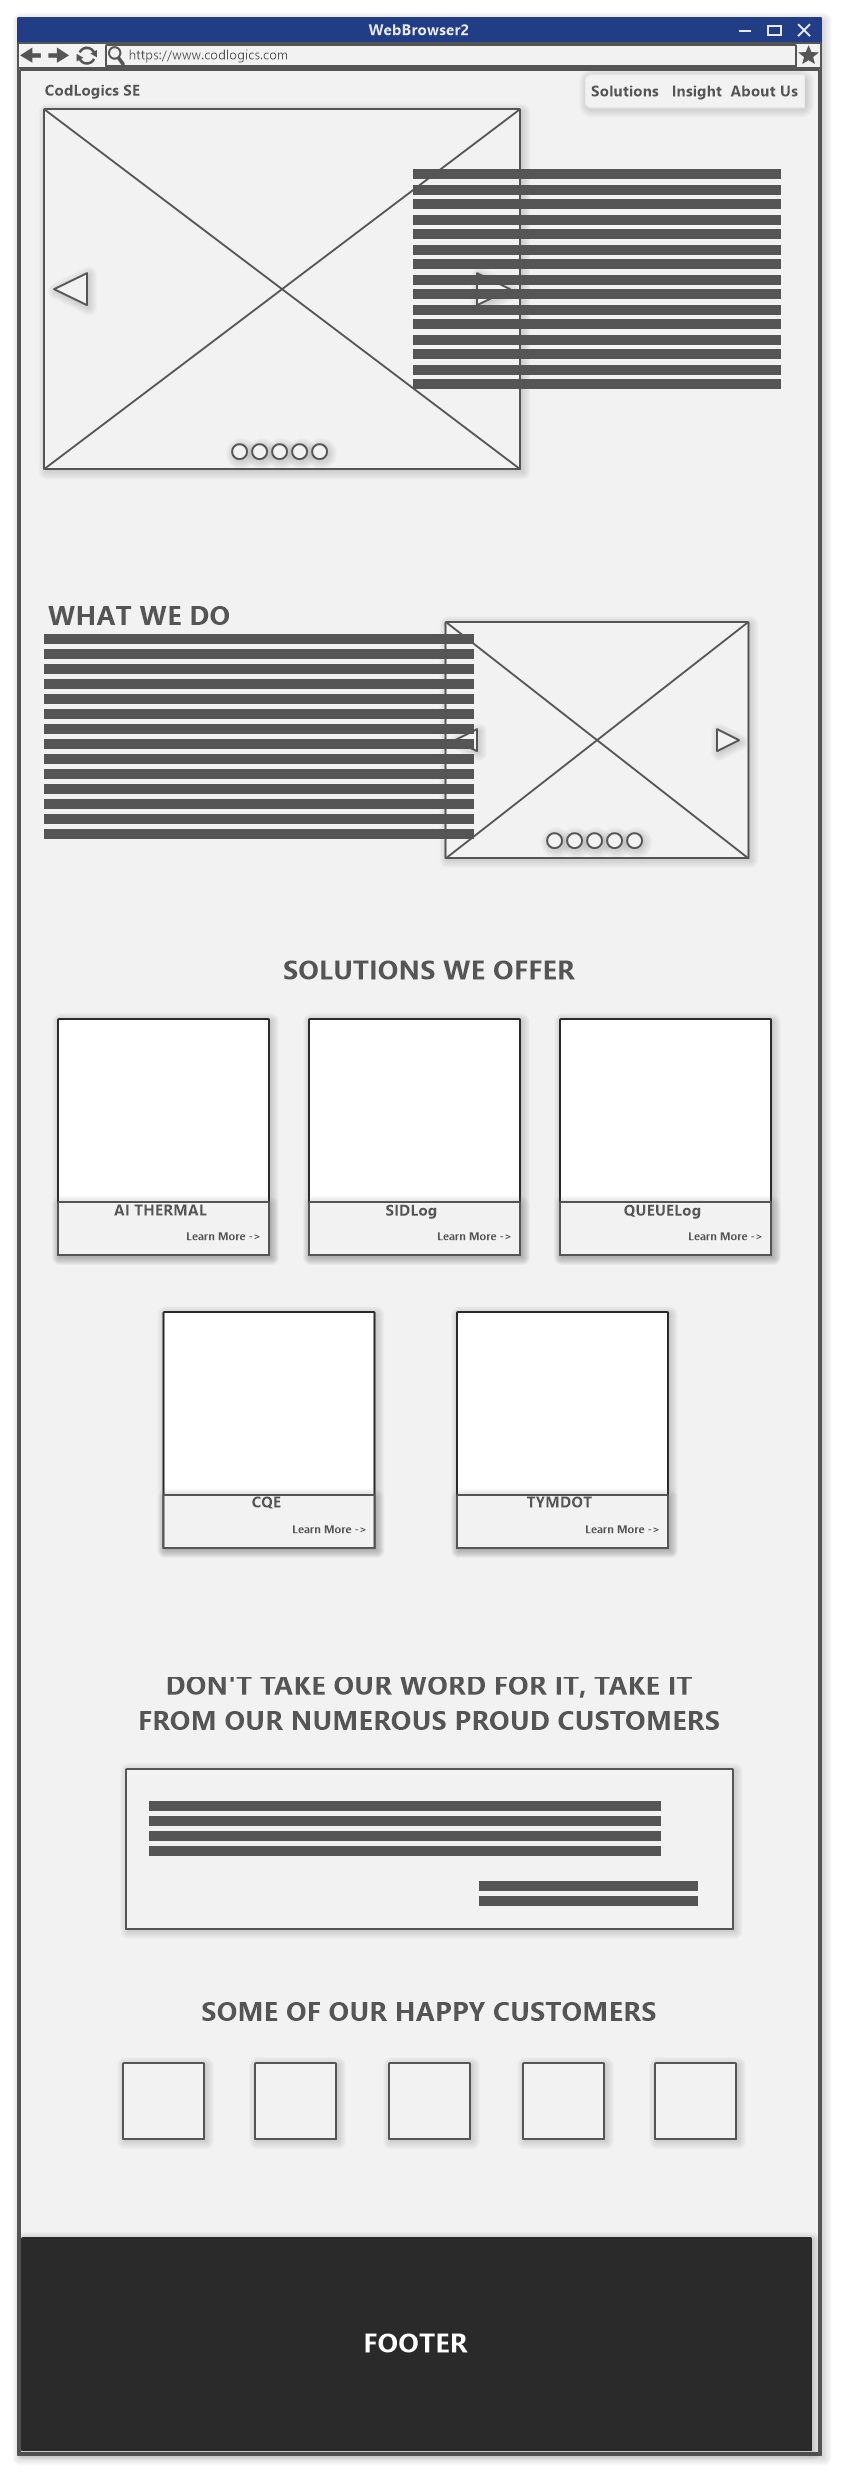 WebBrowser2
https://www.codlogics.com
CodLogics SE
Solutions Insight About Us
WHAT WE DO
SOLUTIONS WE OFFER
AI THERMAL
Learn More ->
SIDLog
Learn More ->
QUEUELog
Learn More ->
CQE
Learn More ->
TYMDOT
Learn More ->
DON'T TAKE OUR WORD FOR IT, TAKE IT
FROM OUR NUMEROUS PROUD CUSTOMERS
SOME OF OUR HAPPY CUSTOMERS
FOOTER